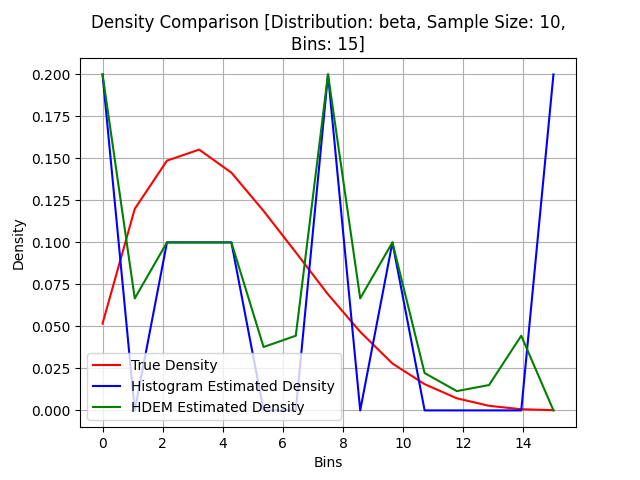 Density Comparison [Distribution: beta, Sample Size: 10,
Bins: 15]
0.200
0.175
0.150
0.125
0.100
0.075
0.050
0.025
0.000
Density
True Density
Histogram Estimated Density
HDEM Estimated Density
0 2 4 6 8 10 12 14
Bins